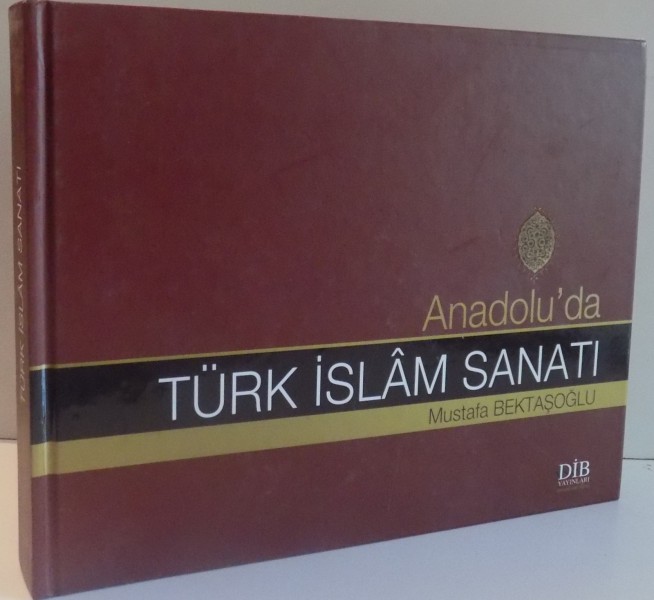 TÜRK İSLÂM SANATI
Anadolu'da
TÜRK İSLÂM SANATI
Mustafa BEKTAŞOĞLU
DİB
YAYINLARI